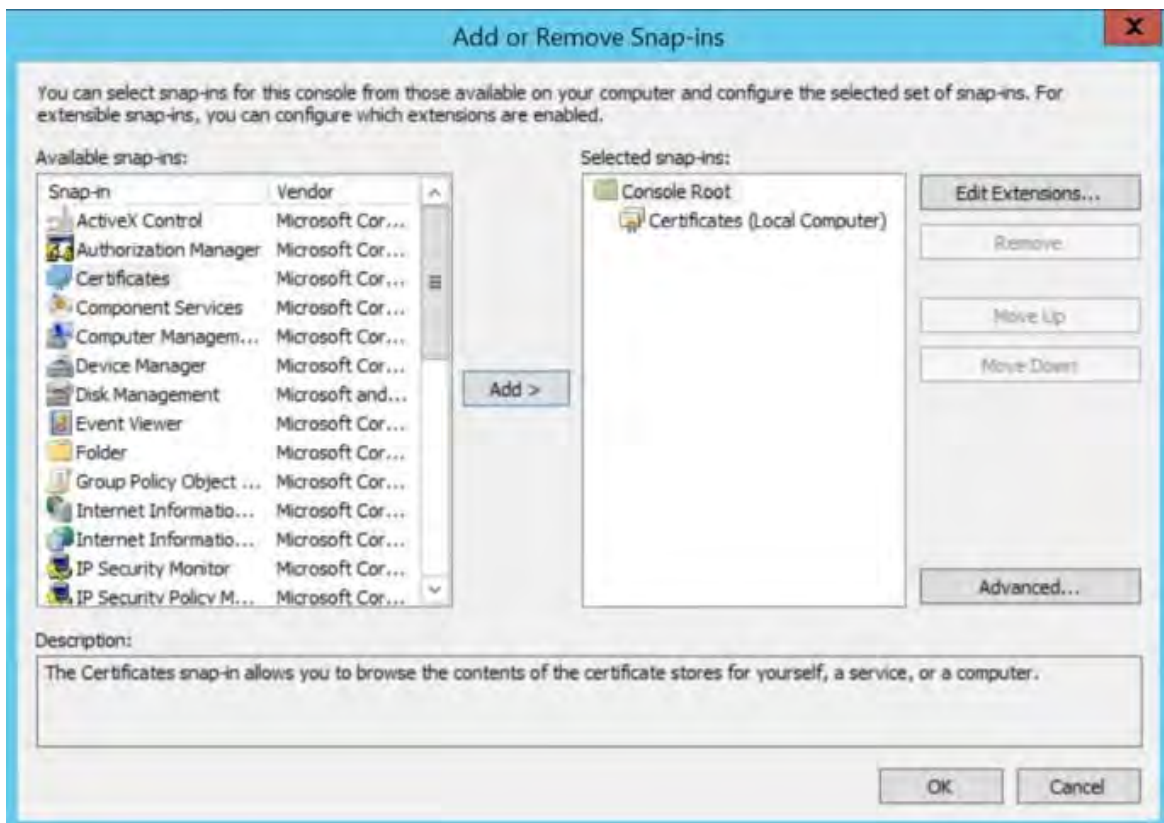 Add or Remove Snap-ins
X
You can select snap-ins for this console from those available on your computer and configure the selected set of snap-ins. For
extensible snap-ins, you can configure which extensions are enabled.
Available snap-ins:
Snap-in Vendor
ActiveX Control Microsoft Cor...
Authorization Manager Microsoft Cor...
Certificates Microsoft Cor...
Component Services Microsoft Cor...
Computer Managem... Microsoft Cor...
Device Manager Microsoft Cor...
Disk Management Microsoft and...
Event Viewer Microsoft Cor...
Folder Microsoft Cor...
Group Policy Object ... Microsoft Cor...
Internet Informatio... Microsoft Cor...
Internet Informatio... Microsoft Cor...
IP Security Monitor Microsoft Cor...
IP Security Policy M... Microsoft Cor...
Add >
Selected snap-ins:
Console Root
Certificates (Local Computer)
Edit Extensions...
Remove
Move Up
Move Down
Advanced...
Description:
The Certificates snap-in allows you to browse the contents of the certificate stores for yourself, a service, or a computer.
OK
Cancel